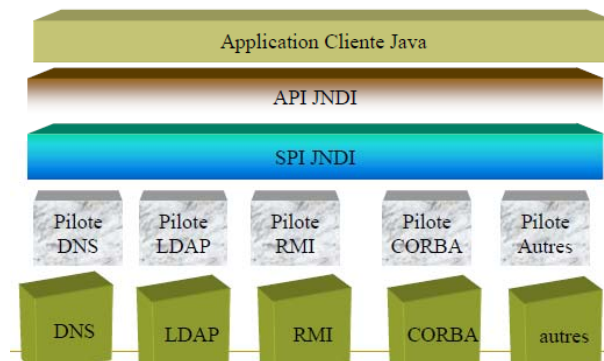 Application Cliente Java
API JNDI
SPI JNDI
Pilote
DNS
Pilote
LDAP
Pilote
RMI
Pilote
CORBA
Pilote
Autres
DNS
LDAP
RMI
CORBA
autres